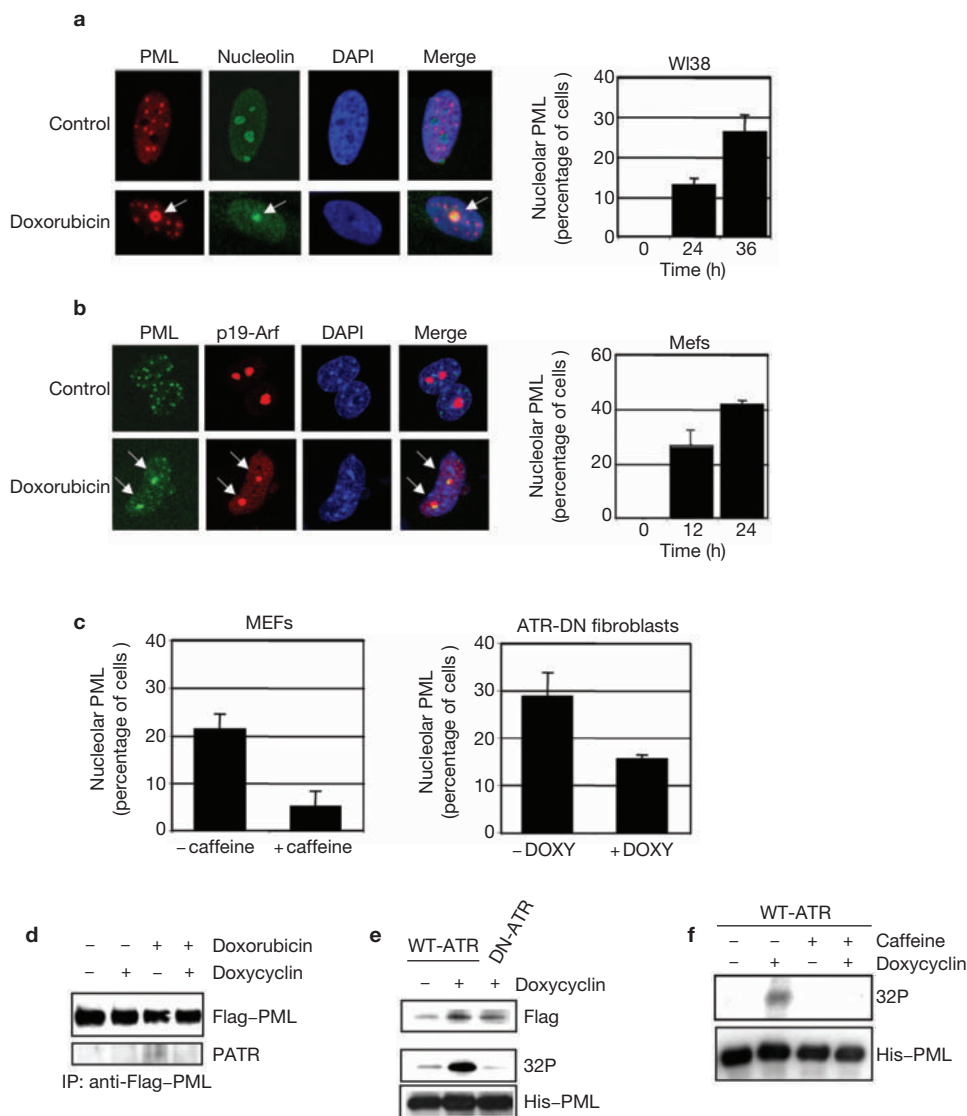 a
PML Nucleolin DAPI Merge
Control
Doxorubicin
WI38
Nucleolar PML
(percentage of cells )
40
30
20
10
0
0 24 36
Time (h)
b
PML p19-Arf DAPI Merge
Control
Doxorubicin
Mefs
Nucleolar PML
(percentage of cells )
60
40
20
0
0 12 24
Time (h)
c
MEFs
Nucleolar PML
(percentage of cells )
40
30
20
10
0
– caffeine + caffeine
ATR-DN fibroblasts
Nucleolar PML
(percentage of cells )
40
30
20
10
0
– DOXY + DOXY
d
– – + + Doxorubicin
– + – + Doxycyclin
Flag–PML
PATR
IP: anti-Flag–PML
e
WT-ATR DN-ATR
– + + Doxycyclin
Flag
32P
His–PML
f
WT-ATR
– – + + Caffeine
– + – + Doxycyclin
32P
His–PML